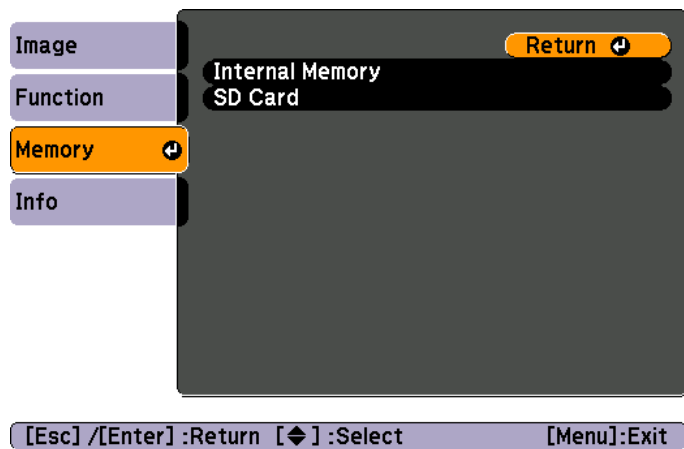 Image
Function
Memory
Info
Return
Internal Memory
SD Card
[Esc] /[Enter] :Return [◆] :Select [Menu]:Exit